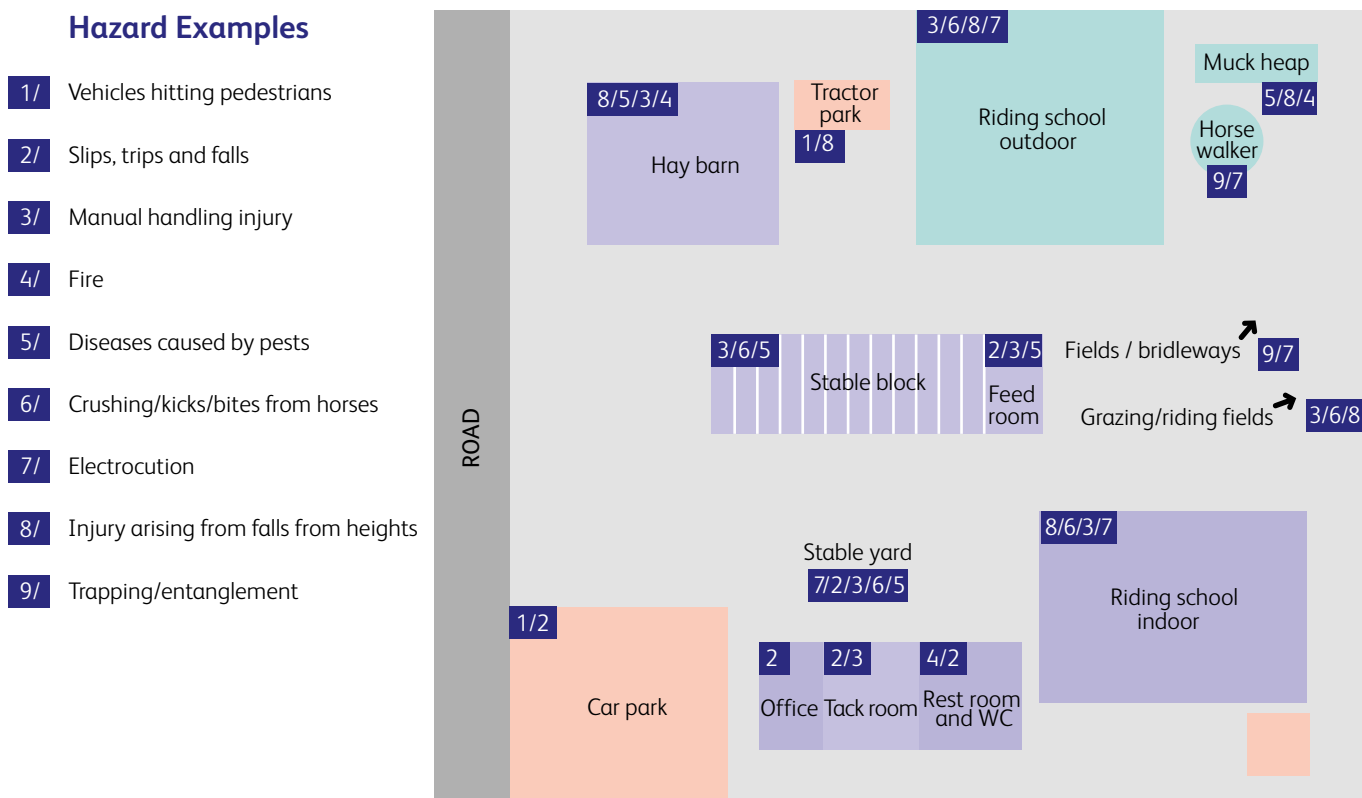 Hazard Examples
1/ Vehicles hitting pedestrians
2/ Slips, trips and falls
3/ Manual handling injury
4/ Fire
5/ Diseases caused by pests
6/ Crushing/kicks/bites from horses
7/ Electrocution
8/ Injury arising from falls from heights
9/ Trapping/entanglement
ROAD
8/5/3/4
Hay barn
Tractor
park
1/8
3/6/8/7
Riding school
outdoor
Muck heap
5/8/4
Horse
walker
9/7
3/6/5
Stable block
2/3/5
Feed
room
Fields / bridleways
9/7
Grazing/riding fields
3/6/8
Stable yard
7/2/3/6/5
8/6/3/7
Riding school
indoor
1/2
Car park
2
Office
2/3
Tack room
4/2
Rest room
and WC